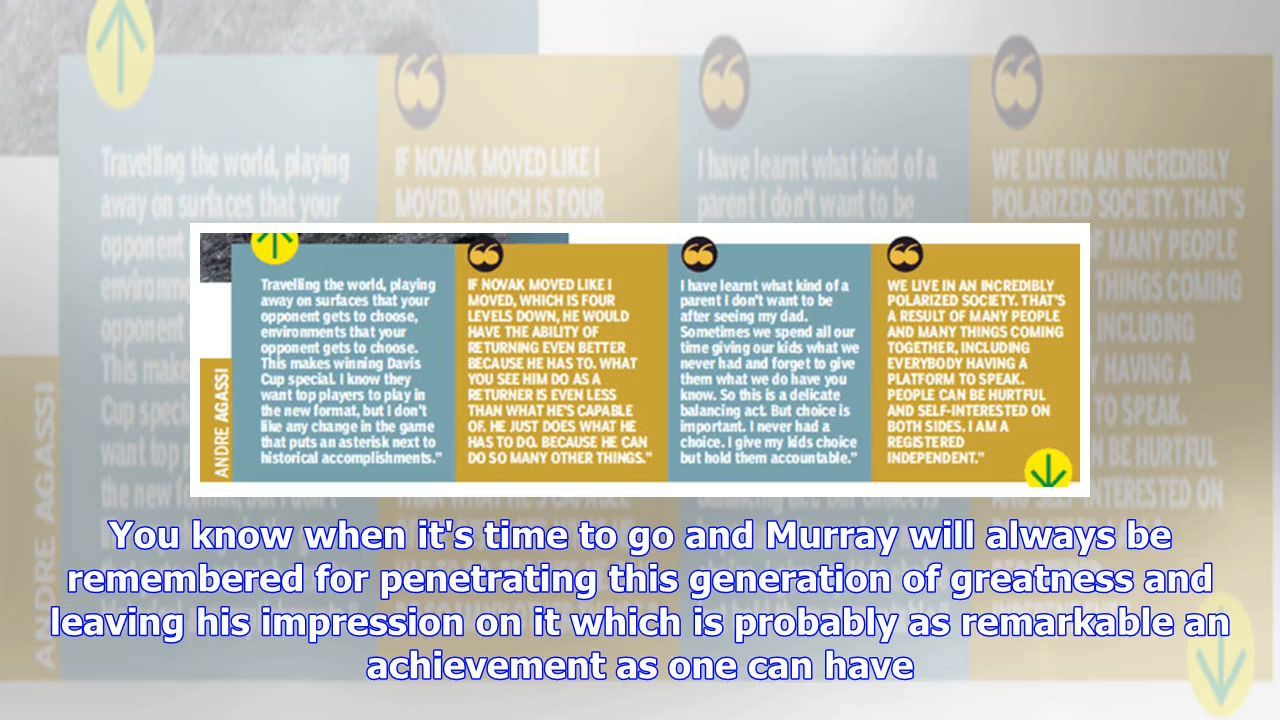 ANDRE AGASSI
Travelling the world, playing
away on surfaces that your
opponent gets to choose,
environments that your
opponent gets to choose.
This makes winning Davis
Cup special. I know they
want top players to play in
the new format, but I don't
like any change in the game
that puts an asterisk next to
historical accomplishments."
IF NOVAK MOVED LIKE I
MOVED, WHICH IS FOUR
LEVELS DOWN, HE WOULD
HAVE THE ABILITY OF
RETURNING EVEN BETTER
BECAUSE HE HAS TO. WHAT
YOU SEE HIM DO AS A
RETURNER IS EVEN LESS
THAN WHAT HE'S CAPABLE
OF. HE JUST DOES WHAT HE
HAS TO DO. BECAUSE HE CAN
DO SO MANY OTHER THINGS."
I have learnt what kind of a
parent I don't want to be
after seeing my dad.
Sometimes we spend all our
time giving our kids what we
never had and forget to give
them what we do have you
know. So this is a delicate
balancing act. But choice is
important. I never had a
choice. I give my kids choice
but hold them accountable."
WE LIVE IN AN INCREDIBLY
POLARIZED SOCIETY. THAT'S
A RESULT OF MANY PEOPLE
AND MANY THINGS COMING
TOGETHER, INCLUDING
EVERYBODY HAVING A
PLATFORM TO SPEAK.
PEOPLE CAN BE HURTFUL
AND SELF-INTERESTED ON
BOTH SIDES. I AM A
REGISTERED
INDEPENDENT."
You know when it's time to go and Murray will always be
remembered for penetrating this generation of greatness and
leaving his impression on it which is probably as remarkable an
achievement as one can have